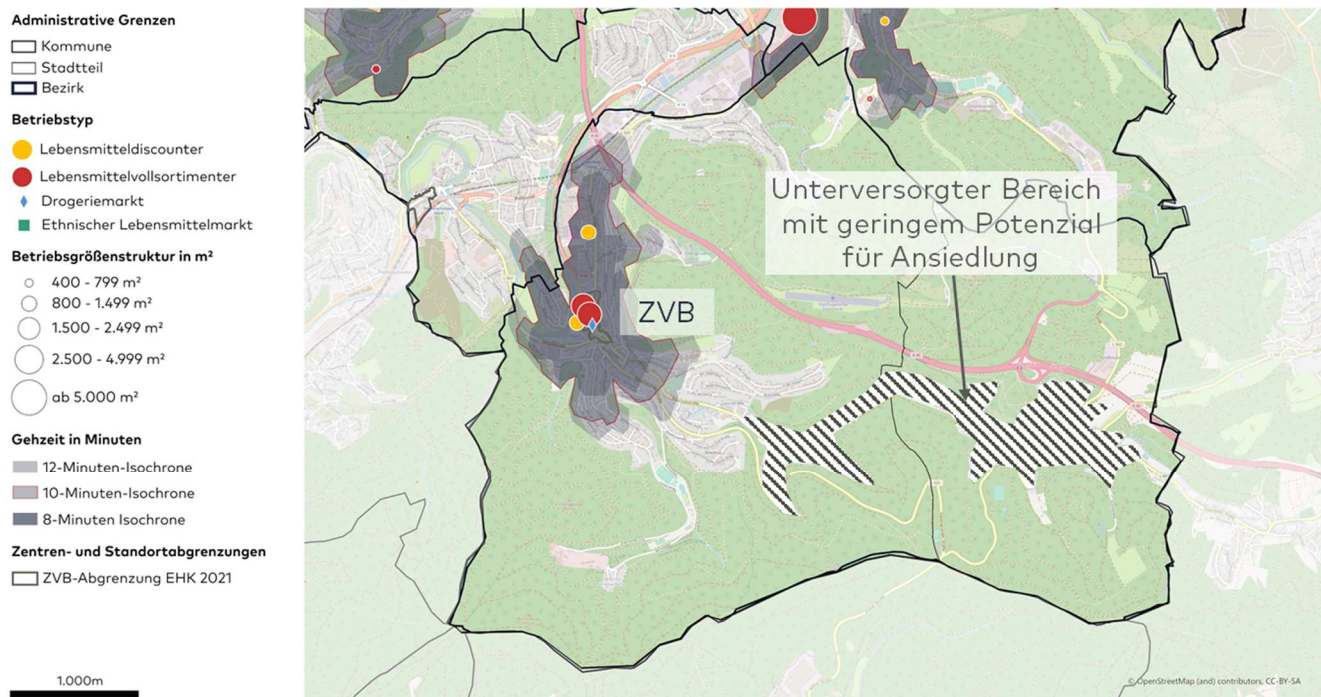 Administrative Grenzen
Kommune
Stadtteil
Bezirk
Betriebstyp
Lebensmitteldiscounter
Lebensmittelvollsortimenter
Drogeriemarkt
Ethnischer Lebensmittelmarkt
Betriebsgrößenstruktur in m²
400 - 799 m²
800 - 1.499 m²
1.500 - 2.499 m²
2.500 - 4.999 m²
ab 5.000 m²
Gehzeit in Minuten
12-Minuten-Isochrone
10-Minuten-Isochrone
8-Minuten Isochrone
Zentren- und Standortabgrenzungen
ZVB-Abgrenzung EHK 2021
1.000m
Unterversorgter Bereich
mit geringem Potenzial
für Ansiedlung
ZVB
© OpenStreetMap (and) contributors, CC-BY-SA